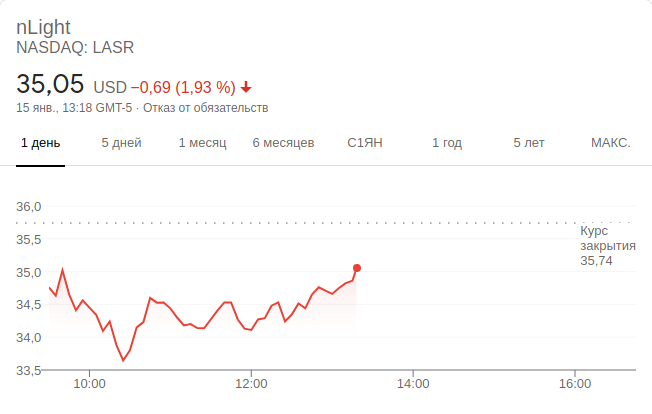 nLight
NASDAQ: LASR
35,05 USD −0,69 (1,93 %)
15 янв., 13:18 GMT-5 · Отказ от обязательств
1 день 5 дней 1 месяц 6 месяцев С1ЯН 1 год 5 лет МАКС.
36,0
Курс
закрытия
35,74
35,5
35,0
34,5
34,0
33,5
10:00 12:00 14:00 16:00